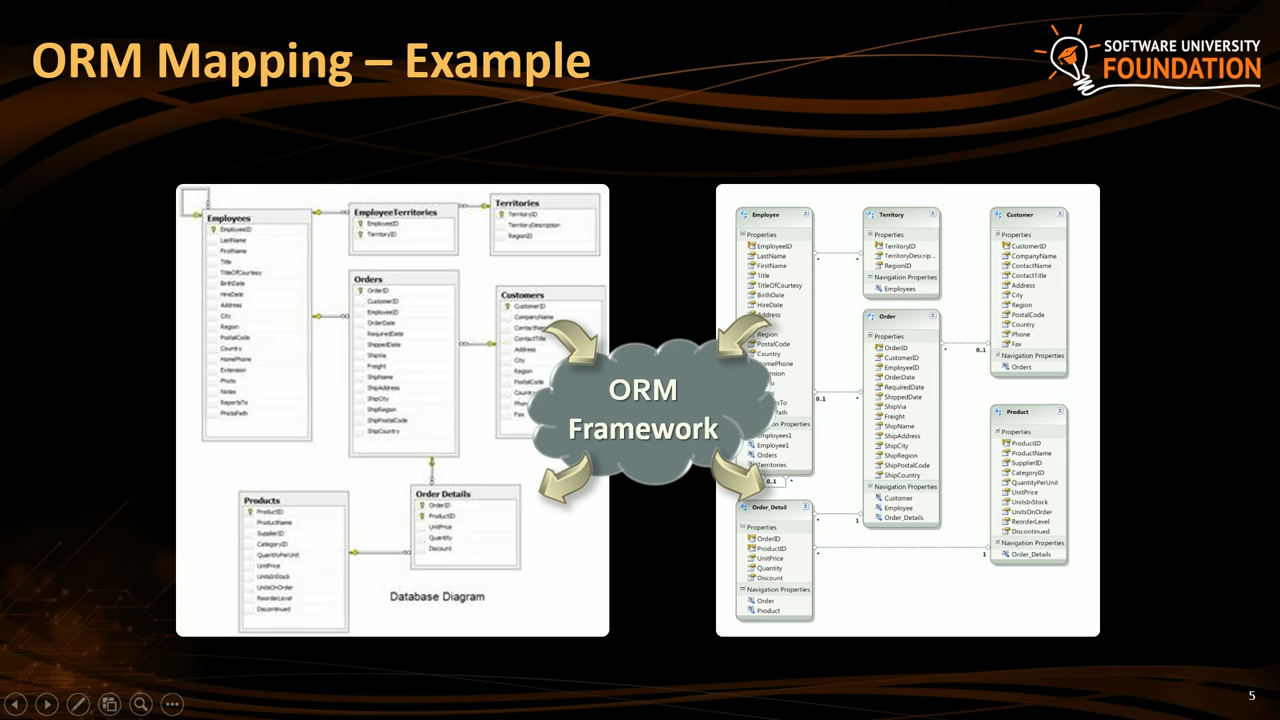 ORM Mapping – Example
SOFTWARE UNIVERSITY
FOUNDATION
Employees
EmployeeID
LastName
FirstName
Title
TitleOfCourtesy
BirthDate
HireDate
Address
City
Region
PostalCode
Country
HomePhone
Extension
Photo
Notes
ReportsTo
PhotoPath
EmployeeTerritories
EmployeeID
TerritoryID
Territories
TerritoryID
TerritoryDescription
RegionID
Orders
OrderID
CustomerID
EmployeeID
OrderDate
RequiredDate
ShippedDate
ShipVia
Freight
ShipName
ShipAddress
ShipCity
ShipRegion
ShipPostalCode
ShipCountry
Customers
CustomerID
CompanyName
ContactName
ContactTitle
Address
City
Region
PostalCode
Country
Phone
Fax
Products
ProductID
ProductName
SupplierID
CategoryID
QuantityPerUnit
UnitPrice
UnitsInStock
UnitsOnOrder
ReorderLevel
Discontinued
Order Details
OrderID
ProductID
UnitPrice
Quantity
Discount
Database Diagram
ORM
Framework
Employee
Properties
EmployeeID
LastName
FirstName
Title
TitleOfCourtesy
BirthDate
HireDate
Address
Region
PostalCode
Country
HomePhone
Employees1
Employee1
Orders
Territories
0..1
*
Territory
Properties
TerritoryID
TerritoryDescrip...
RegionID
Navigation Properties
Employees
*
*
Customer
Properties
CustomerID
CompanyName
ContactName
ContactTitle
Address
City
Region
PostalCode
Country
Phone
Fax
Navigation Properties
Orders
Order
Properties
OrderID
CustomerID
EmployeeID
OrderDate
RequiredDate
ShippedDate
ShipVia
Freight
ShipName
ShipAddress
ShipCity
ShipRegion
ShipPostalCode
ShipCountry
Navigation Properties
Customer
Employee
Order_Details
*
0..1
0..1
*
Product
Properties
ProductID
ProductName
SupplierID
CategoryID
QuantityPerUnit
UnitPrice
UnitsInStock
UnitsOnOrder
ReorderLevel
Discontinued
Navigation Properties
Order_Details
Order_Detail
Properties
OrderID
ProductID
UnitPrice
Quantity
Discount
Navigation Properties
Order
Product
*
1
*
1
5